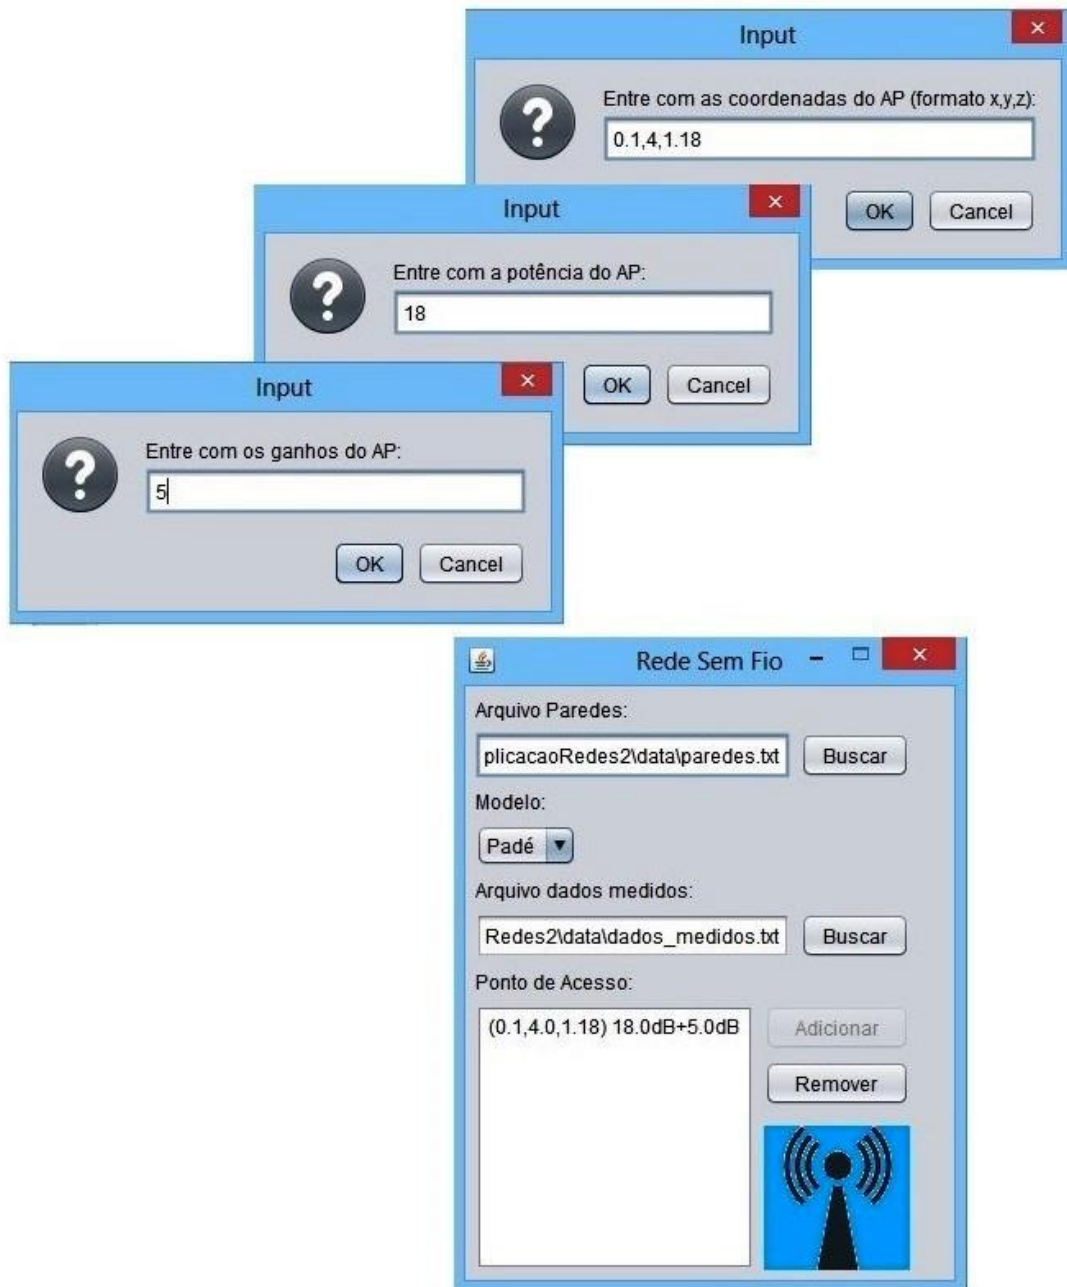 Input
Entre com as coordenadas do AP (formato x,y,z):
0.1,4,1.18
OK Cancel
Input
Entre com a potência do AP:
18
OK Cancel
Input
Entre com os ganhos do AP:
5
OK Cancel
Rede Sem Fio
Arquivo Paredes:
plicacaoRedes2\data\paredes.txt Buscar
Modelo:
Padé
Arquivo dados medidos:
Redes2\data\dados_medidos.txt Buscar
Ponto de Acesso:
(0.1,4.0,1.18) 18.0dB+5.0dB Adicionar
Remover